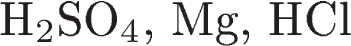 H₂SO₄, Mg, HCl